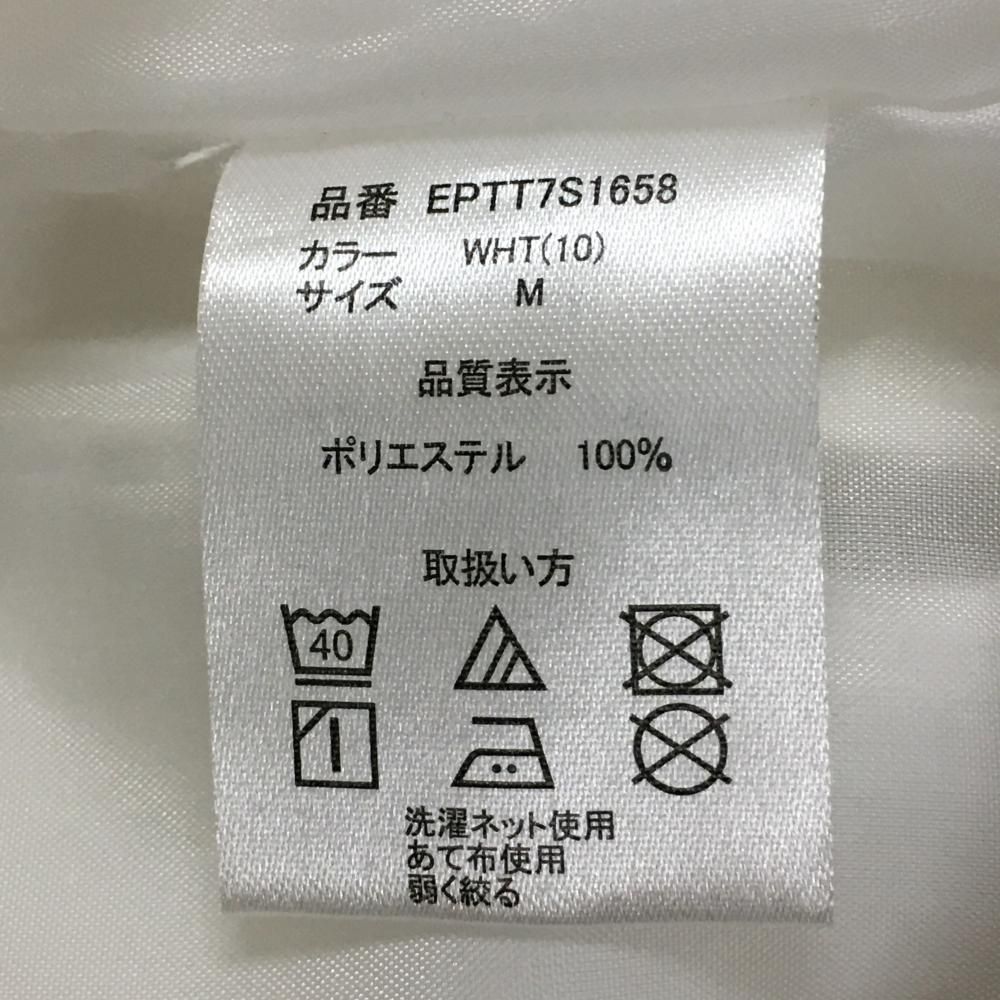 品番 EPTT7S1658
カラー WHT(10)
サイズ M
品質表示
ポリエステル 100%
取扱い方
40
洗濯ネット使用
あて布使用
弱く絞る